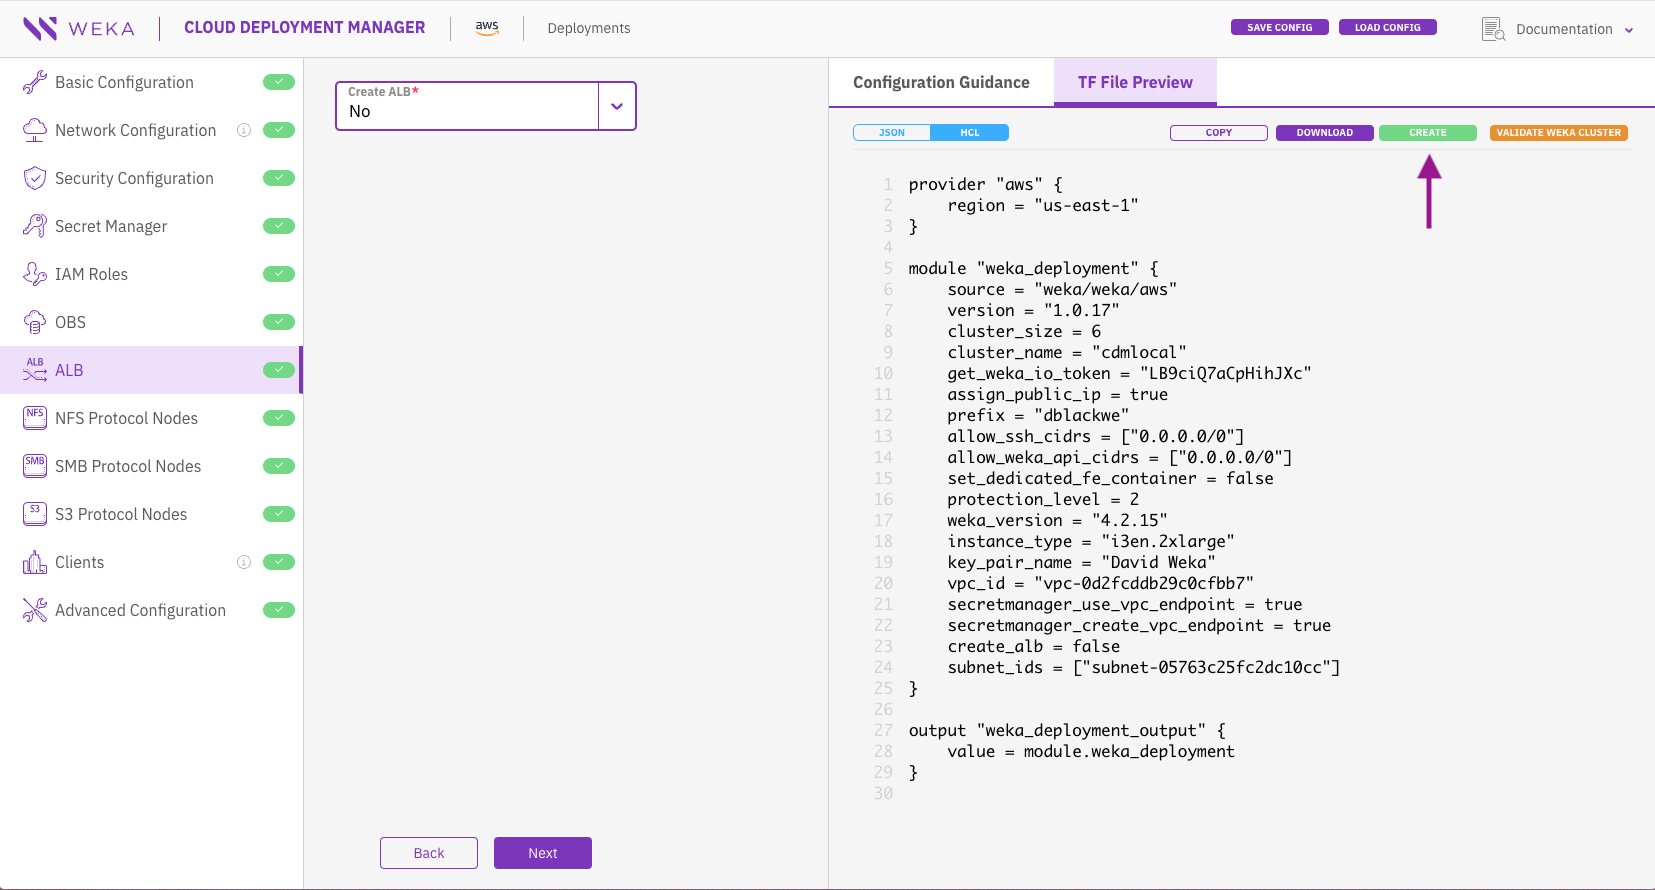 WEKA
CLOUD DEPLOYMENT MANAGER
aws
Deployments
SAVE CONFIG
LOAD CONFIG
Documentation
Basic Configuration
Network Configuration
Security Configuration
Secret Manager
IAM Roles
OBS
ALB
ALB
NFS
NFS Protocol Nodes
SMB
SMB Protocol Nodes
S3
S3 Protocol Nodes
Clients
Advanced Configuration
Create ALB*
No
Back
Next
Configuration Guidance
TF File Preview
JSON
HCL
COPY
DOWNLOAD
CREATE
VALIDATE WEKA CLUSTER
1 provider "aws" {
2     region = "us-east-1"
3 }
4
5 module "weka_deployment" {
6     source = "weka/weka/aws"
7     version = "1.0.17"
8     cluster_size = 6
9     cluster_name = "cdmlocal"
10     get_weka_io_token = "LB9ciQ7aCpHihJXc"
11     assign_public_ip = true
12     prefix = "dblackwe"
13     allow_ssh_cidrs = ["0.0.0.0/0"]
14     allow_weka_api_cidrs = ["0.0.0.0/0"]
15     set_dedicated_fe_container = false
16     protection_level = 2
17     weka_version = "4.2.15"
18     instance_type = "i3en.2xlarge"
19     key_pair_name = "David Weka"
20     vpc_id = "vpc-0d2fcddb29c0cfbb7"
21     secretmanager_use_vpc_endpoint = true
22     secretmanager_create_vpc_endpoint = true
23     create_alb = false
24     subnet_ids = ["subnet-05763c25fc2dc10cc"]
25 }
26
27 output "weka_deployment_output" {
28     value = module.weka_deployment
29 }
30